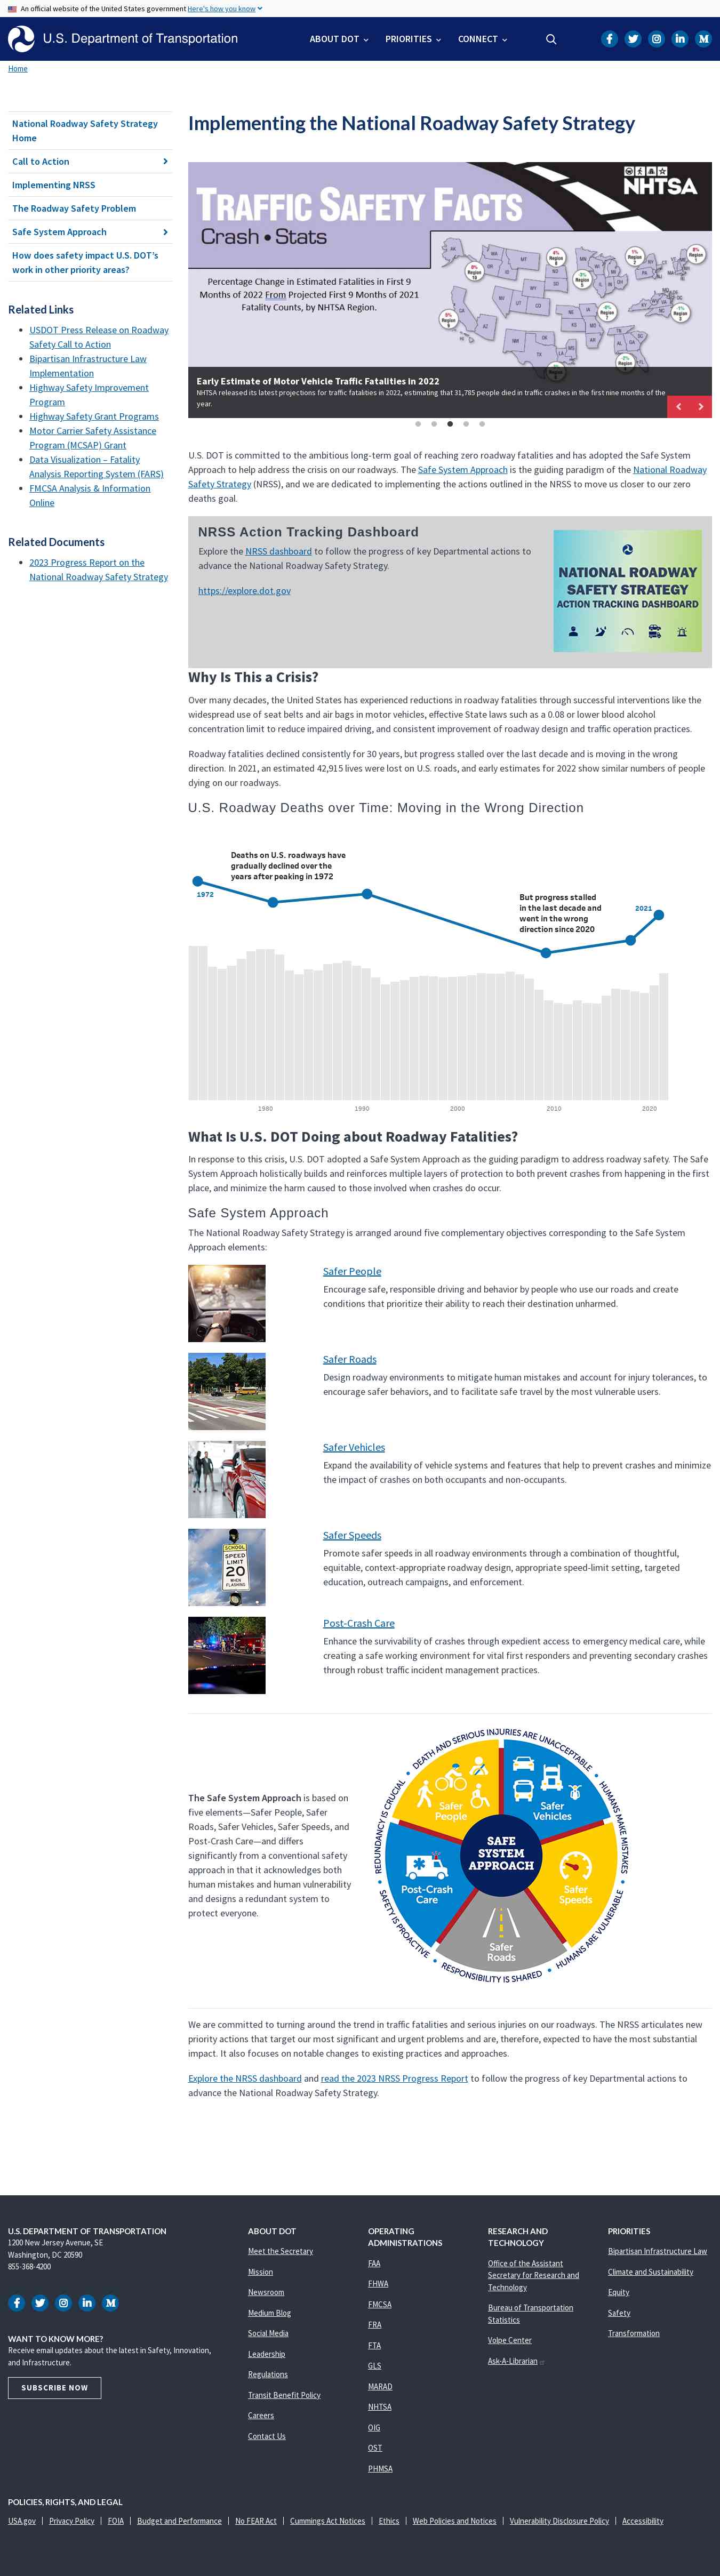 An official website of the United States government Here's how you know
U.S. Department of Transportation
ABOUT DOT
PRIORITIES
CONNECT
Home
National Roadway Safety Strategy
Home
Call to Action
Implementing NRSS
The Roadway Safety Problem
Safe System Approach
How does safety impact U.S. DOT's
work in other priority areas?
Related Links
USDOT Press Release on Roadway
Safety Call to Action
Bipartisan Infrastructure Law
Implementation
Highway Safety Improvement
Program
Highway Safety Grant Programs
Motor Carrier Safety Assistance
Program (MCSAP) Grant
Data Visualization – Fatality
Analysis Reporting System (FARS)
FMCSA Analysis & Information
Online
Related Documents
2023 Progress Report on the
National Roadway Safety Strategy
Implementing the National Roadway Safety Strategy
NHTSA
TRAFFIC SAFETY FACTS
Crash • Stats
Percentage Change in Estimated Fatalities in First 9
Months of 2022 From Projected First 9 Months of 2021
Fatality Counts, by NHTSA Region.
Early Estimate of Motor Vehicle Traffic Fatalities in 2022
NHTSA released its latest projections for traffic fatalities in 2022, estimating that 31,785 people died in traffic crashes in the first nine months of the
year.
U.S. DOT is committed to the ambitious long-term goal of reaching zero roadway fatalities and has adopted the Safe System
Approach to help address the crisis on our roadways. The Safe System Approach is the guiding paradigm of the National Roadway
Safety Strategy (NRSS), and we are dedicated to implementing the actions outlined in the NRSS to move us closer to our zero
deaths goal.
NRSS Action Tracking Dashboard
Explore the NRSS dashboard to follow the progress of key Departmental actions to
advance the National Roadway Safety Strategy.
https://explore.dot.gov
NATIONAL ROADWAY
SAFETY STRATEGY
ACTION TRACKING DASHBOARD
Why Is This a Crisis?
Over many decades, the United States has experienced reductions in roadway fatalities through successful interventions like the
widespread use of seat belts and air bags in motor vehicles, effective State laws such as a 0.08 or lower blood alcohol
concentration limit to reduce impaired driving, and consistent improvement of roadway design and traffic operation practices.
Roadway fatalities declined consistently for 30 years, but progress stalled over the last decade and is moving in the wrong
direction. In 2021, an estimated 42,915 lives were lost on U.S. roads, and early estimates for 2022 show similar numbers of people
dying on our roadways.
U.S. Roadway Deaths over Time: Moving in the Wrong Direction
Deaths on U.S. roadways have
gradually declined over the
years after peaking in 1972
1972
But progress stalled
in the last decade and
went in the wrong
direction since 2020
2021
1980
1990
2000
2010
2020
What Is U.S. DOT Doing about Roadway Fatalities?
In response to this crisis, U.S. DOT adopted a Safe System Approach as the guiding paradigm to address roadway safety. The Safe
System Approach holistically builds and reinforces multiple layers of protection to both prevent crashes from happening in the first
place, and minimize the harm caused to those involved when crashes do occur.
Safe System Approach
The National Roadway Safety Strategy is arranged around five complementary objectives corresponding to the Safe System
Approach elements:
Safer People
Encourage safe, responsible driving and behavior by people who use our roads and create
conditions that prioritize their ability to reach their destination unharmed.
Safer Roads
Design roadway environments to mitigate human mistakes and account for injury tolerances, to
encourage safer behaviors, and to facilitate safe travel by the most vulnerable users.
Safer Vehicles
Expand the availability of vehicle systems and features that help to prevent crashes and minimize
the impact of crashes on both occupants and non-occupants.
SCHOOL
SPEED
LIMIT
20
WHEN
FLASHING
Safer Speeds
Promote safer speeds in all roadway environments through a combination of thoughtful,
equitable, context-appropriate roadway design, appropriate speed-limit setting, targeted
education, outreach campaigns, and enforcement.
Post-Crash Care
Enhance the survivability of crashes through expedient access to emergency medical care, while
creating a safe working environment for vital first responders and preventing secondary crashes
through robust traffic incident management practices.
The Safe System Approach is based on
five elements—Safer People, Safer
Roads, Safer Vehicles, Safer Speeds, and
Post-Crash Care—and differs
significantly from a conventional safety
approach in that it acknowledges both
human mistakes and human vulnerability
and designs a redundant system to
protect everyone.
DEATH AND SERIOUS INJURIES ARE UNACCEPTABLE
HUMANS MAKE MISTAKES
HUMANS ARE VULNERABLE
RESPONSIBILITY IS SHARED
SAFETY IS PROACTIVE
REDUNDANCY IS CRUCIAL
Safer
People
Safer
Vehicles
SAFE
SYSTEM
APPROACH
Post-Crash
Care
Safer
Speeds
Safer
Roads
We are committed to turning around the trend in traffic fatalities and serious injuries on our roadways. The NRSS articulates new
priority actions that target our most significant and urgent problems and are, therefore, expected to have the most substantial
impact. It also focuses on notable changes to existing practices and approaches.
Explore the NRSS dashboard and read the 2023 NRSS Progress Report to follow the progress of key Departmental actions to
advance the National Roadway Safety Strategy.
U.S. DEPARTMENT OF TRANSPORTATION
1200 New Jersey Avenue, SE
Washington, DC 20590
855-368-4200
WANT TO KNOW MORE?
Receive email updates about the latest in Safety, Innovation,
and Infrastructure.
SUBSCRIBE NOW
ABOUT DOT
Meet the Secretary
Mission
Newsroom
Medium Blog
Social Media
Leadership
Regulations
Transit Benefit Policy
Careers
Contact Us
OPERATING
ADMINISTRATIONS
FAA
FHWA
FMCSA
FRA
FTA
GLS
MARAD
NHTSA
OIG
OST
PHMSA
RESEARCH AND
TECHNOLOGY
Office of the Assistant
Secretary for Research and
Technology
Bureau of Transportation
Statistics
Volpe Center
Ask-A-Librarian
PRIORITIES
Bipartisan Infrastructure Law
Climate and Sustainability
Equity
Safety
Transformation
POLICIES, RIGHTS, AND LEGAL
USA.gov
Privacy Policy
FOIA
Budget and Performance
No FEAR Act
Cummings Act Notices
Ethics
Web Policies and Notices
Vulnerability Disclosure Policy
Accessibility